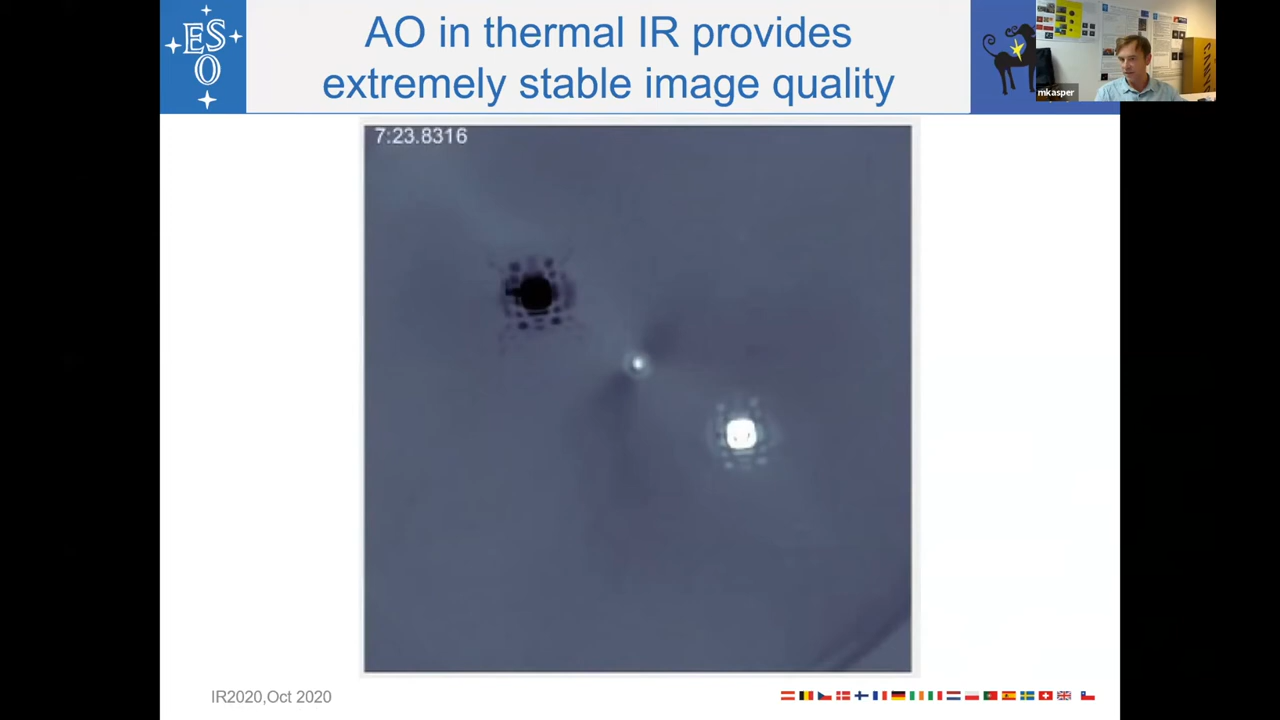 ESO
AO in thermal IR provides
extremely stable image quality
mkasper
7:23.8316
IR2020,Oct 2020